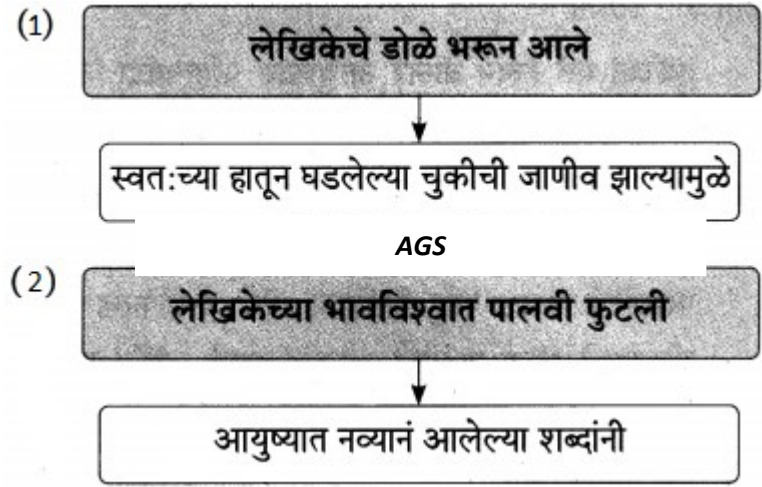 (1)
लेखिकेचे डोळे भरून आले
स्वत:च्या हातून घडलेल्या चुकीची जाणीव झाल्यामुळे
AGS
(2)
लेखिकेच्या भावविश्वात पालवी फुटली
आयुष्यात नव्यानं आलेल्या शब्दांनी